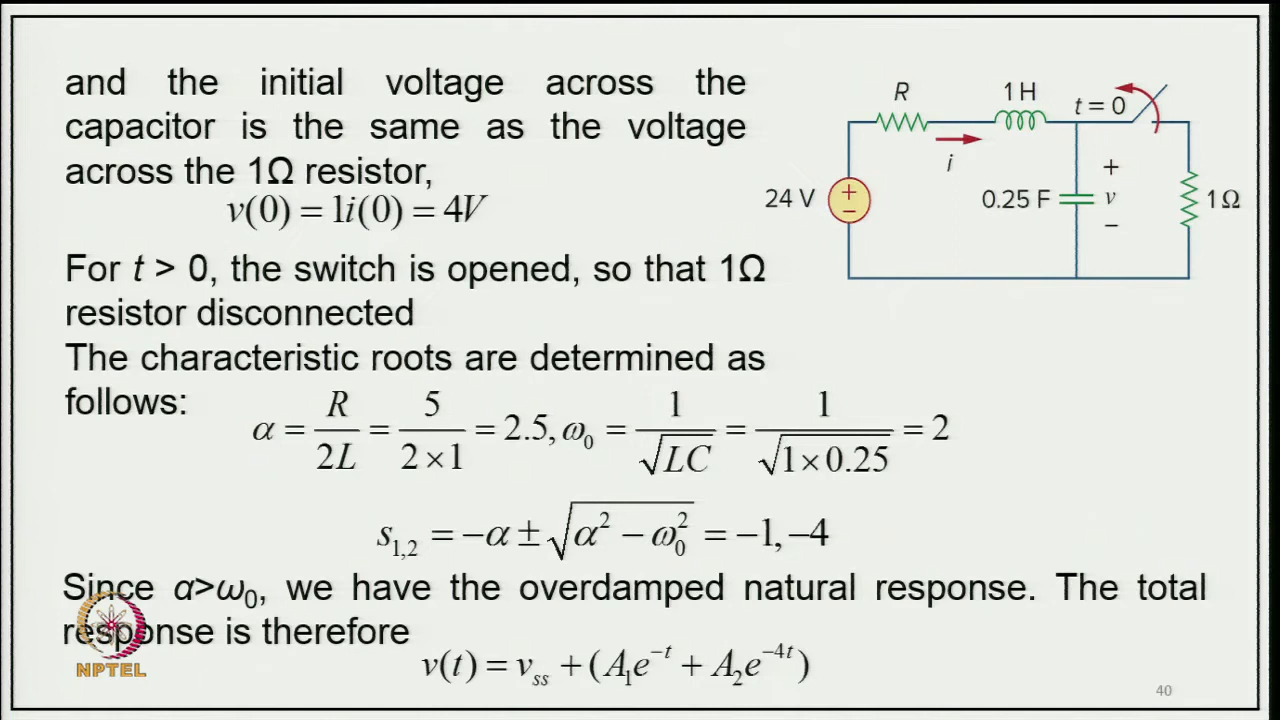 and the initial voltage across the
capacitor is the same as the voltage
across the 1Ω resistor,
v(0) = 1i(0) = 4V
For t > 0, the switch is opened, so that 1Ω
resistor disconnected
The characteristic roots are determined as
follows:
α = R/2L = 5/(2×1) = 2.5, ω₀ = 1/√LC = 1/√(1×0.25) = 2
s₁,₂ = −α ± √(α² − ω₀²) = −1, −4
Since α>ω₀, we have the overdamped natural response. The total
response is therefore
v(t) = vₛₛ + (A₁e⁻ᵗ + A₂e⁻⁴ᵗ)
R
1 H
t = 0
i
24 V
+
−
0.25 F
+
v
−
1 Ω
NPTEL
40